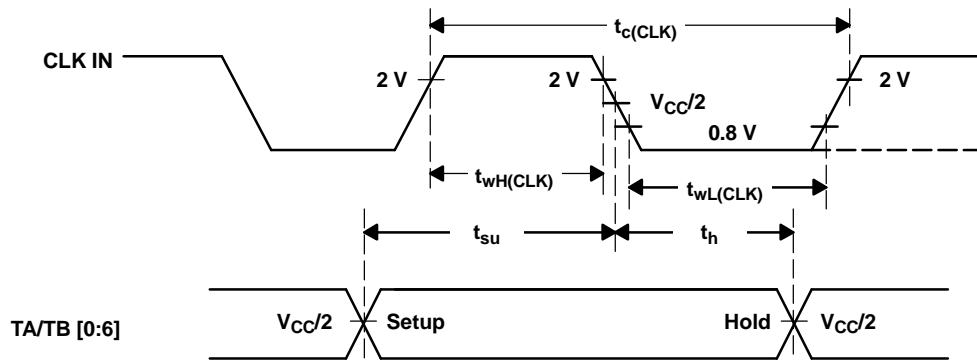 t_c(CLK)
CLK IN
2 V 2 V 2 V
V_CC/2
0.8 V
t_wH(CLK) t_wL(CLK)
t_su t_h
TA/TB [0:6] V_CC/2 Setup Hold V_CC/2